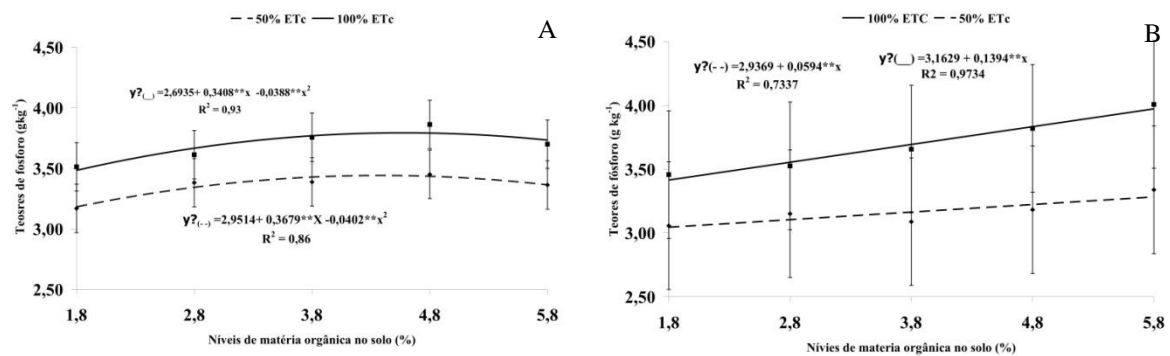 50% ETc 100% ETc
A
4,50
4,00
3,50
3,00
2,50
Teosres de fosforo (g kg-1)
y?(__) =2,6935+ 0,3408**x -0,0388**x2
R2 = 0,93
y?(- -) =2,9514+ 0,3679**X -0,0402**x2
R2 = 0,86
1,8 2,8 3,8 4,8 5,8
Níveis de matéria orgânica no solo (%)
100% ETC 50% ETc
B
4,50
4,00
3,50
3,00
2,50
Teores de fósforo (gkg-1)
y?(- -) =2,9369 + 0,0594**x
R2 = 0,7337
y?(__) =3,1629 + 0,1394**x
R2 = 0,9734
1,8 2,8 3,8 4,8 5,8
Nívies de materia orgânica no solo (%)